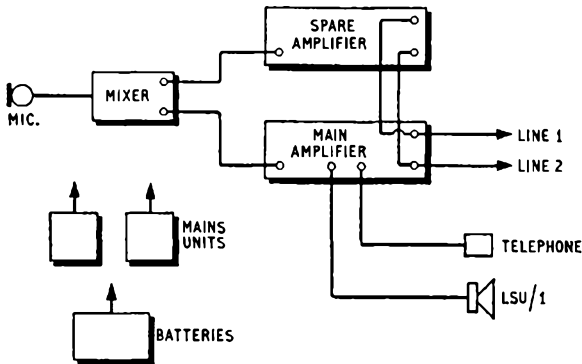 SPARE
AMPLIFIER
MIXER
MIC.
MAIN
AMPLIFIER
LINE 1
LINE 2
MAINS
UNITS
TELEPHONE
LSU/1
BATTERIES